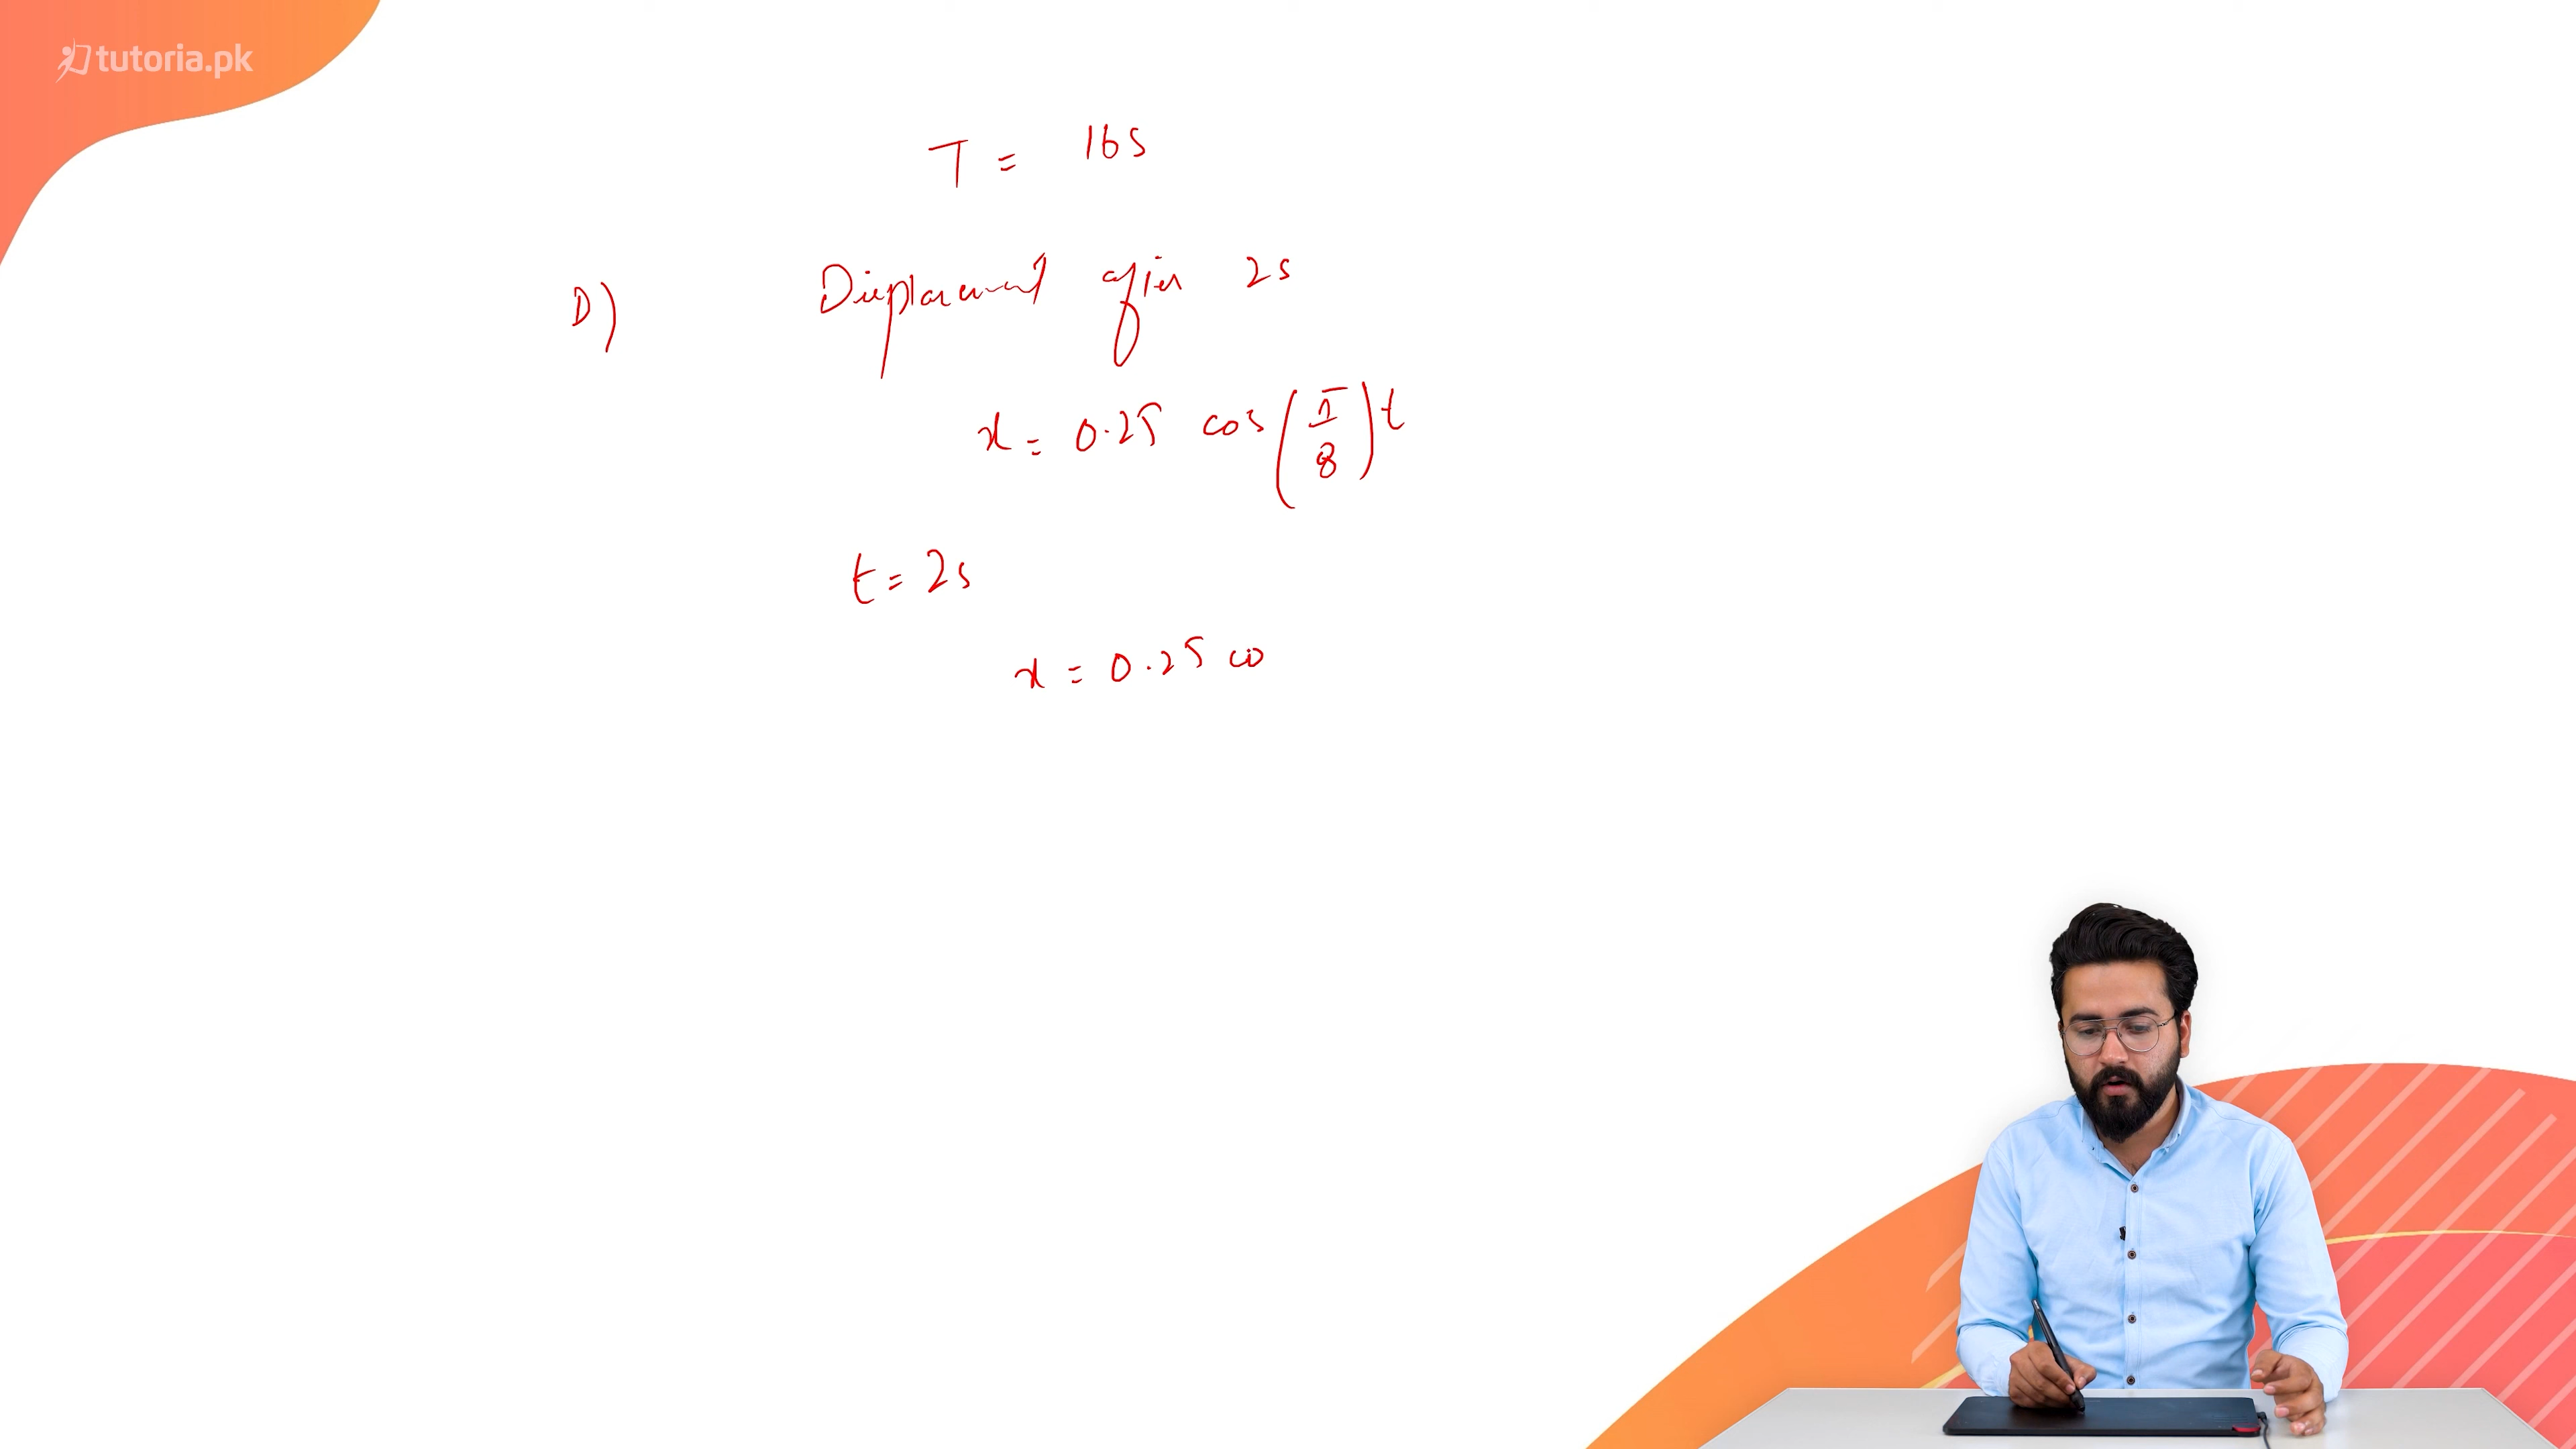 tutoria.pk
T = 16s
D) Displacement after 2s
x = 0.25 cos(π/8)t
t = 2s
x = 0.25 co